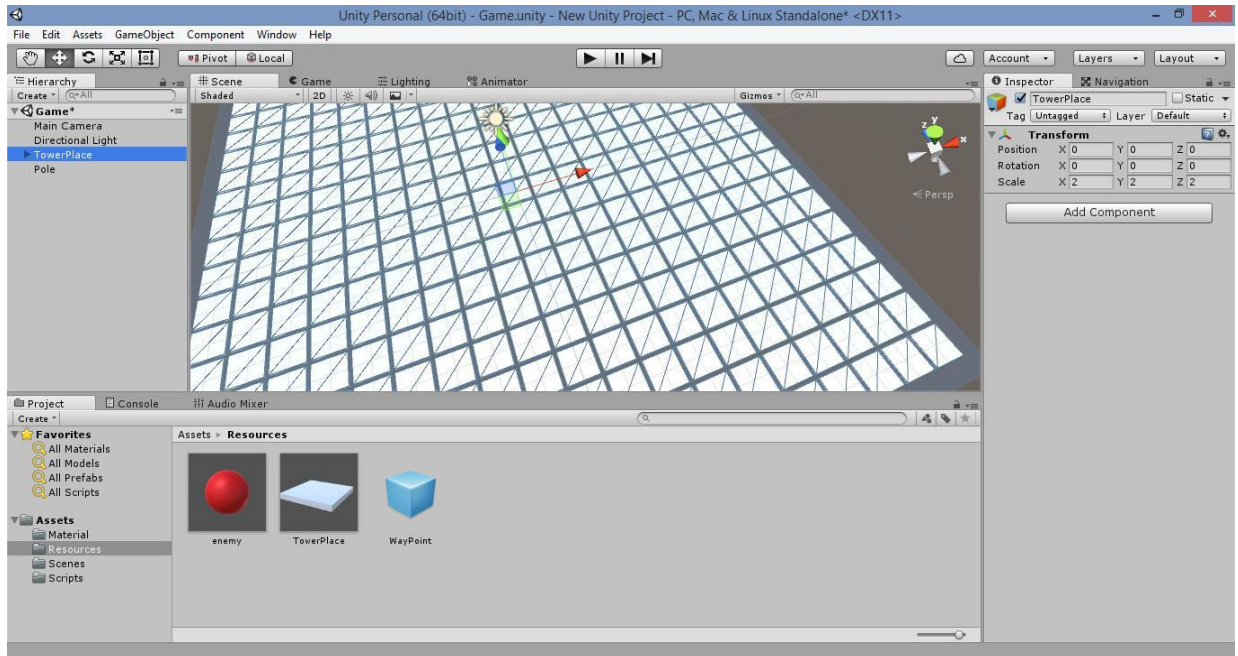 Unity Personal (64bit) - Game.unity - New Unity Project - PC, Mac & Linux Standalone* <DX11>
File Edit Assets GameObject Component Window Help
Pivot Local
Account Layers Layout
Hierarchy
Create All
Game*
Main Camera
Directional Light
TowerPlace
Pole
Scene Game Lighting Animator
Shaded 2D Gizmos All
y
z
x
Persp
Inspector Navigation
TowerPlace Static
Tag Untagged Layer Default
Transform
Position X 0 Y 0 Z 0
Rotation X 0 Y 0 Z 0
Scale X 2 Y 2 Z 2
Add Component
Project Console Audio Mixer
Create
Favorites
All Materials
All Models
All Prefabs
All Scripts
Assets
Material
Resources
Scenes
Scripts
Assets Resources
enemy TowerPlace WayPoint